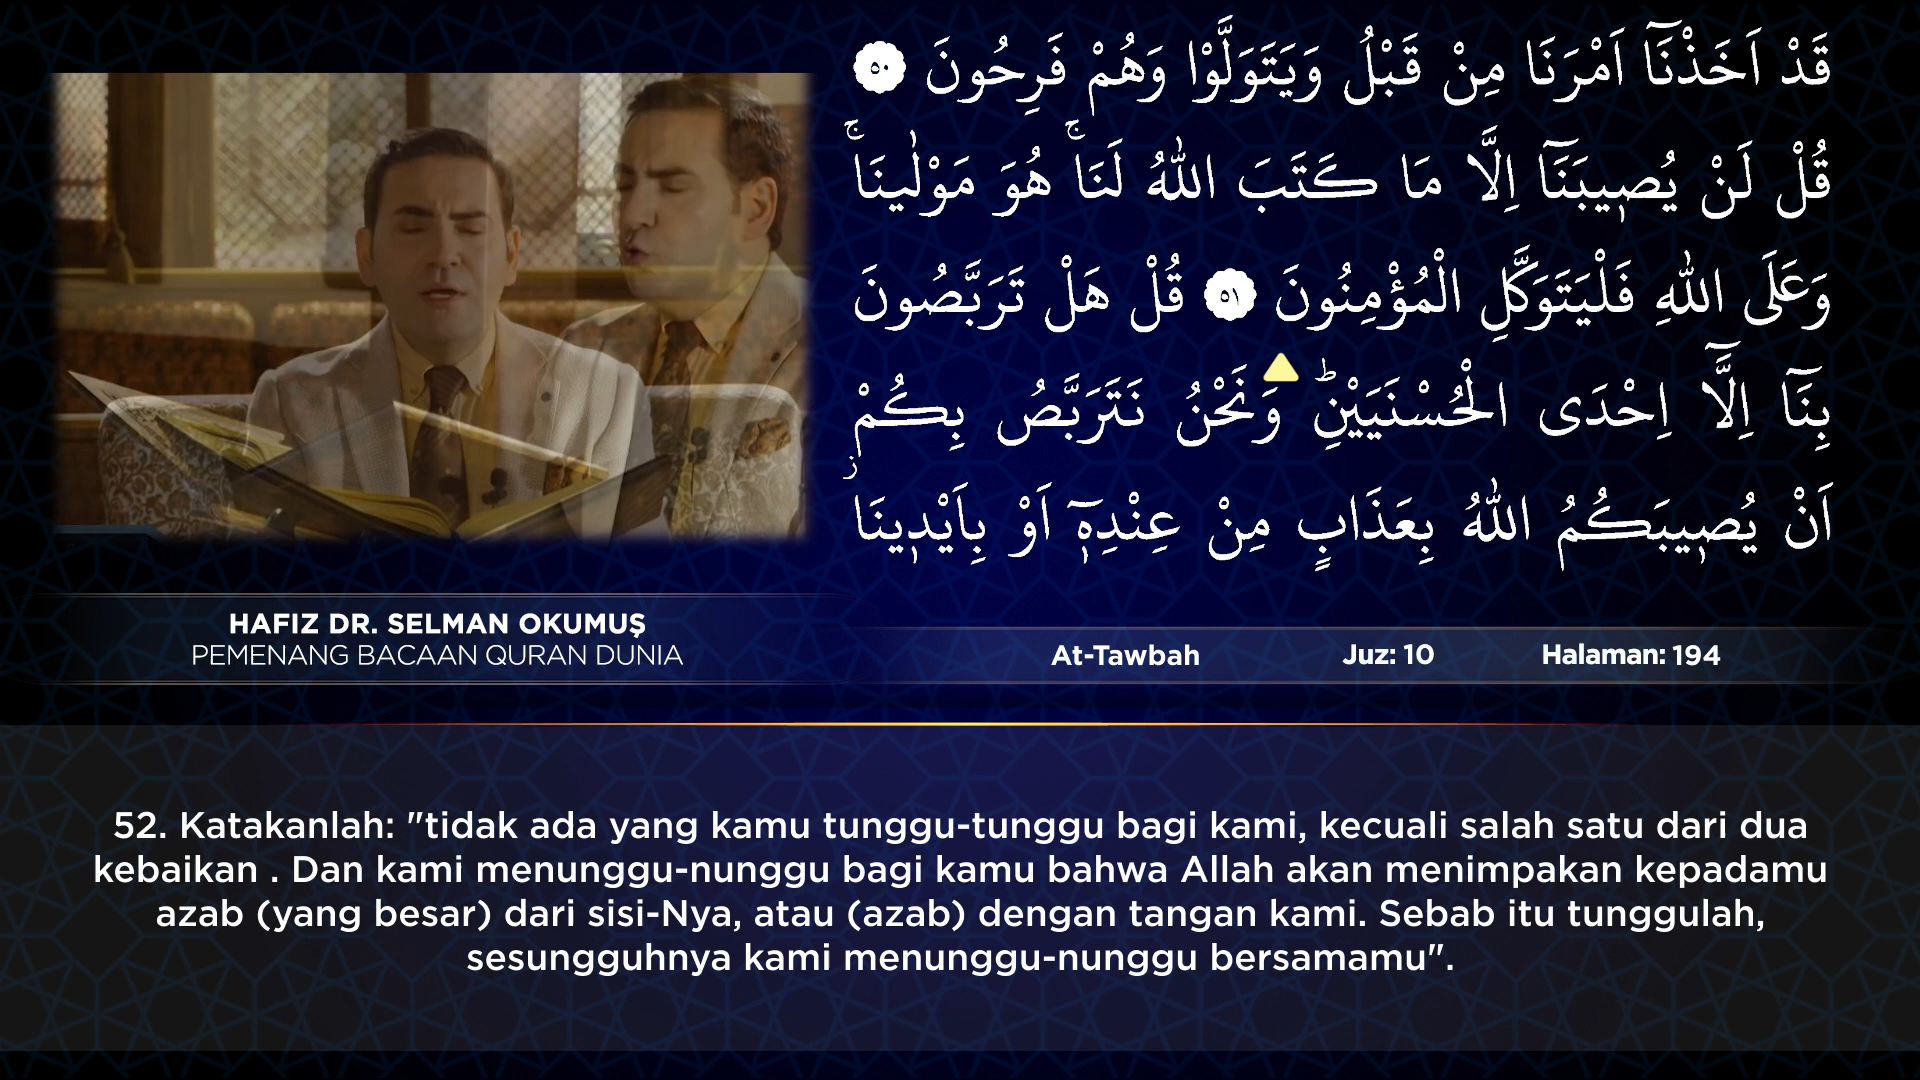 قَدْ اَخَذْنَٓا اَمْرَنَا مِنْ قَبْلُ وَيَتَوَلَّوْا وَهُمْ فَرِحُونَ ٥٠
قُلْ لَنْ يُصٖيبَنَٓا اِلَّا مَا كَتَبَ اللّٰهُ لَنَاۚ هُوَ مَوْلٰينَاۚ
وَعَلَى اللّٰهِ فَلْيَتَوَكَّلِ الْمُؤْمِنُونَ ٥١ قُلْ هَلْ تَرَبَّصُونَ
بِنَٓا اِلَّٓا اِحْدَى الْحُسْنَيَيْنِؕ وَنَحْنُ نَتَرَبَّصُ بِكُمْ
اَنْ يُصٖيبَكُمُ اللّٰهُ بِعَذَابٍ مِنْ عِنْدِهٖٓ اَوْ بِاَيْدٖينَاؗ
HAFIZ DR. SELMAN OKUMUŞ
PEMENANG BACAAN QURAN DUNIA
At-Tawbah Juz: 10 Halaman: 194
52. Katakanlah: "tidak ada yang kamu tunggu-tunggu bagi kami, kecuali salah satu dari dua
kebaikan . Dan kami menunggu-nunggu bagi kamu bahwa Allah akan menimpakan kepadamu
azab (yang besar) dari sisi-Nya, atau (azab) dengan tangan kami. Sebab itu tunggulah,
sesungguhnya kami menunggu-nunggu bersamamu".